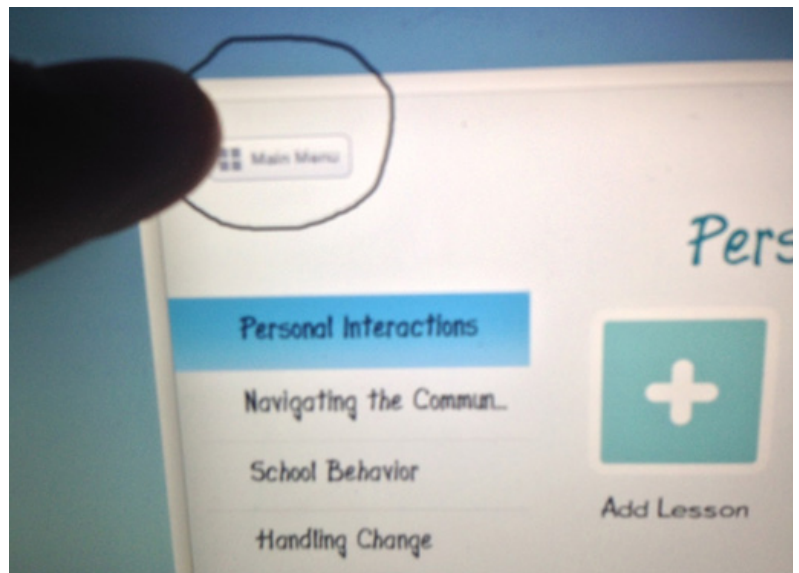 Main Menu
Pers
Personal Interactions
Navigating the Commun...
School Behavior
Add Lesson
Handling Change